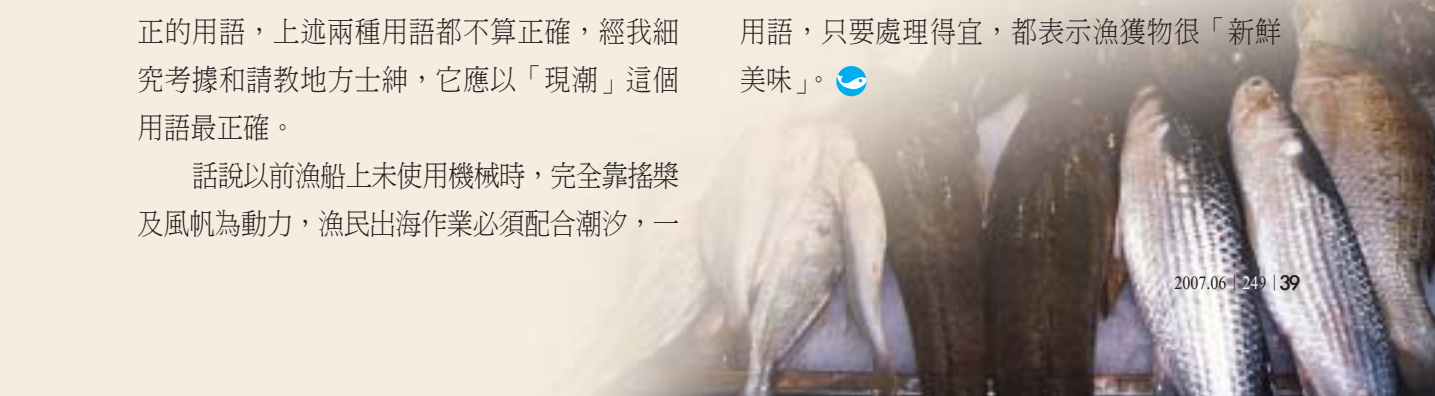 正的用語，上述兩種用語都不算正確，經我細
究考據和請教地方士紳，它應以「現潮」這個
用語最正確。
話說以前漁船上未使用機械時，完全靠搖槳
及風帆為動力，漁民出海作業必須配合潮汐，一
用語，只要處理得宜，都表示漁獲物很「新鮮
美味」。
2007.06 | 249 | 39